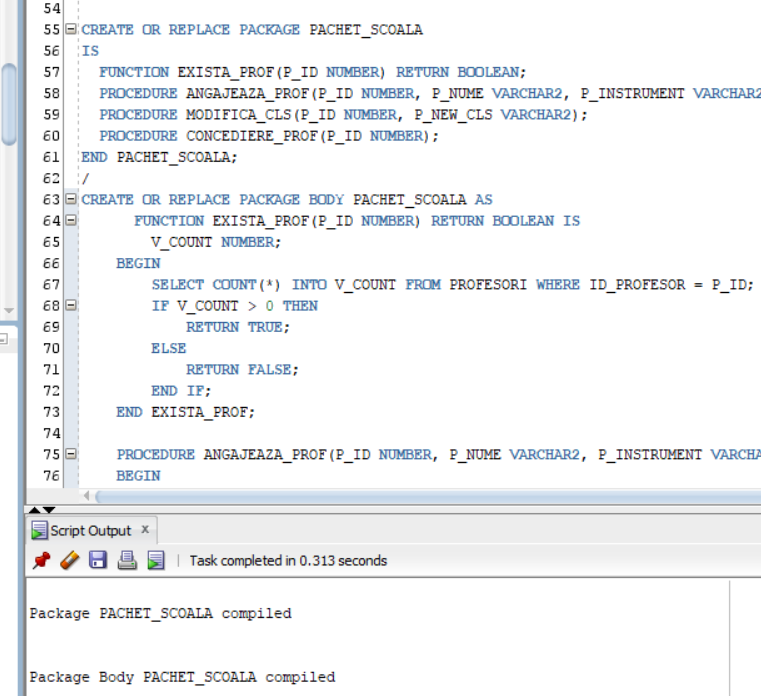 54
55 CREATE OR REPLACE PACKAGE PACHET_SCOALA
56 IS
57 FUNCTION EXISTA_PROF(P_ID NUMBER) RETURN BOOLEAN;
58 PROCEDURE ANGAJEAZA_PROF(P_ID NUMBER, P_NUME VARCHAR2, P_INSTRUMENT VARCHAR2
59 PROCEDURE MODIFICA_CLS(P_ID NUMBER, P_NEW_CLS VARCHAR2);
60 PROCEDURE CONCEDIERE_PROF(P_ID NUMBER);
61 END PACHET_SCOALA;
62 /
63 CREATE OR REPLACE PACKAGE BODY PACHET_SCOALA AS
64 FUNCTION EXISTA_PROF(P_ID NUMBER) RETURN BOOLEAN IS
65 V_COUNT NUMBER;
66 BEGIN
67 SELECT COUNT(*) INTO V_COUNT FROM PROFESORI WHERE ID_PROFESOR = P_ID;
68 IF V_COUNT > 0 THEN
69 RETURN TRUE;
70 ELSE
71 RETURN FALSE;
72 END IF;
73 END EXISTA_PROF;
74
75 PROCEDURE ANGAJEAZA_PROF(P_ID NUMBER, P_NUME VARCHAR2, P_INSTRUMENT VARCHA
76 BEGIN
Script Output x
Task completed in 0.313 seconds
Package PACHET_SCOALA compiled
Package Body PACHET_SCOALA compiled